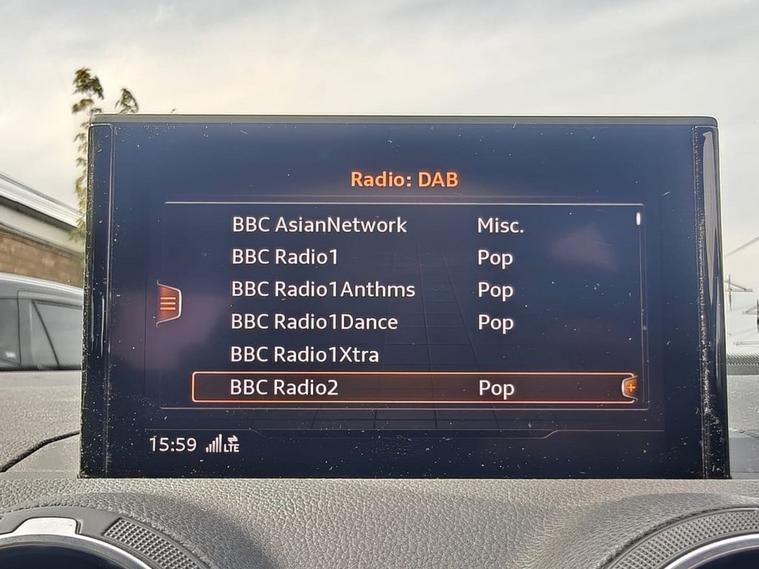 Radio: DAB
BBC AsianNetwork Misc.
BBC Radio1 Pop
BBC Radio1Anthms Pop
BBC Radio1Dance Pop
BBC Radio1Xtra
BBC Radio2 Pop
15:59 LTE